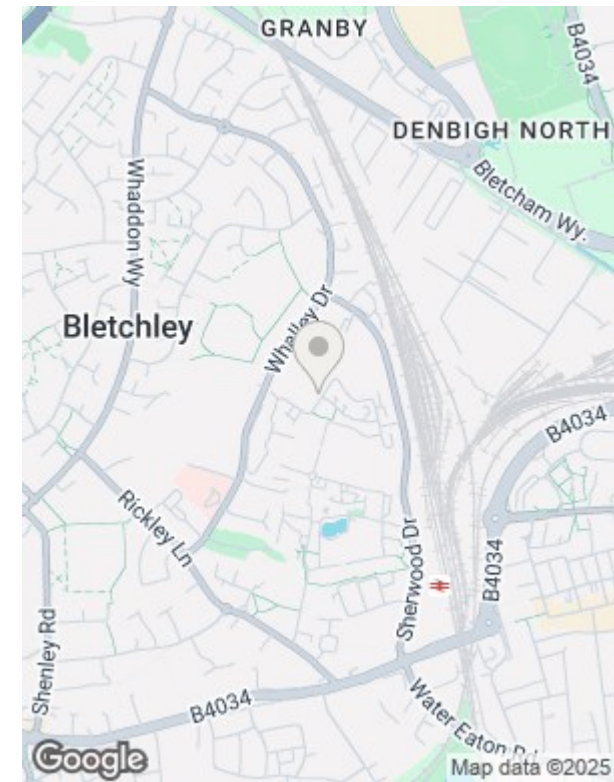 GRANBY
B4034
DENBIGH NORTH
Bletcham Wy.
Whaddon Wy
Bletchley
Whalley Dr
B4034
Rickley Ln
B4034
Sherwood Dr
Shenley Rd
B4034
Water Eaton Rd
Google
Map data ©2025